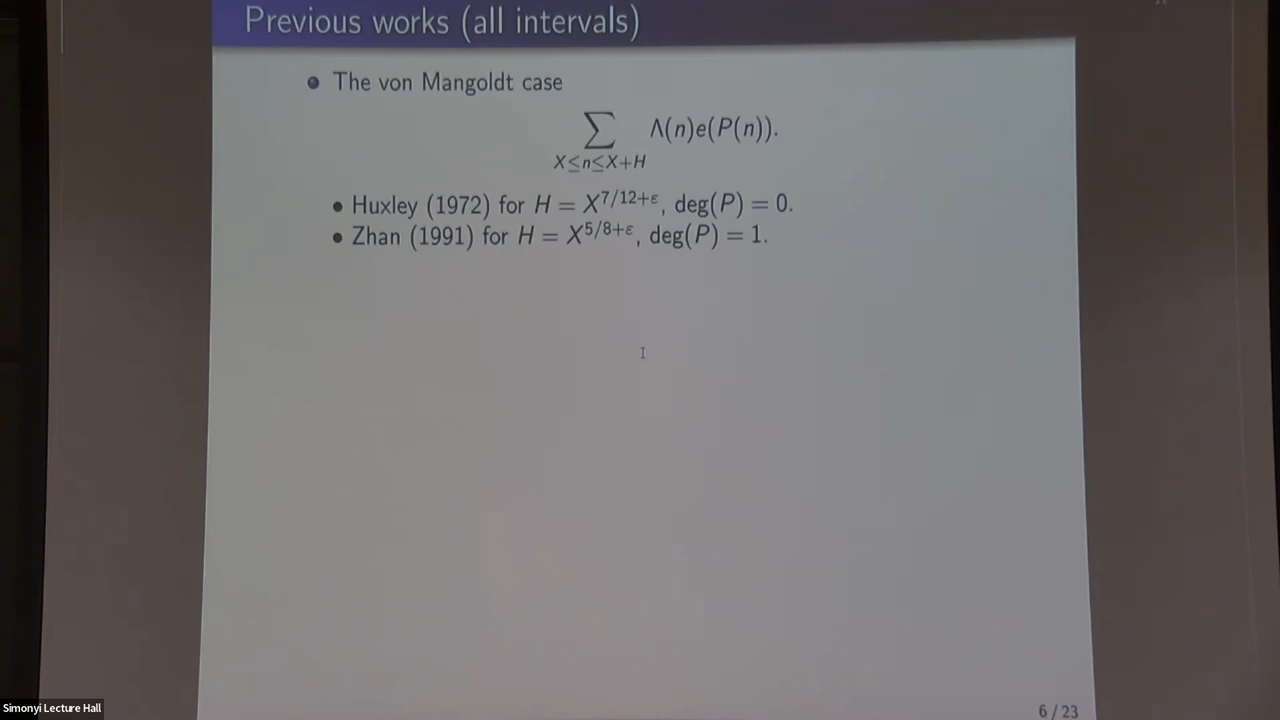 Previous works (all intervals)
The von Mangoldt case
∑ Λ(n)e(P(n)).
X≤n≤X+H
Huxley (1972) for H = X^{7/12+ε}, deg(P) = 0.
Zhan (1991) for H = X^{5/8+ε}, deg(P) = 1.
6 / 23
Simonyi Lecture Hall